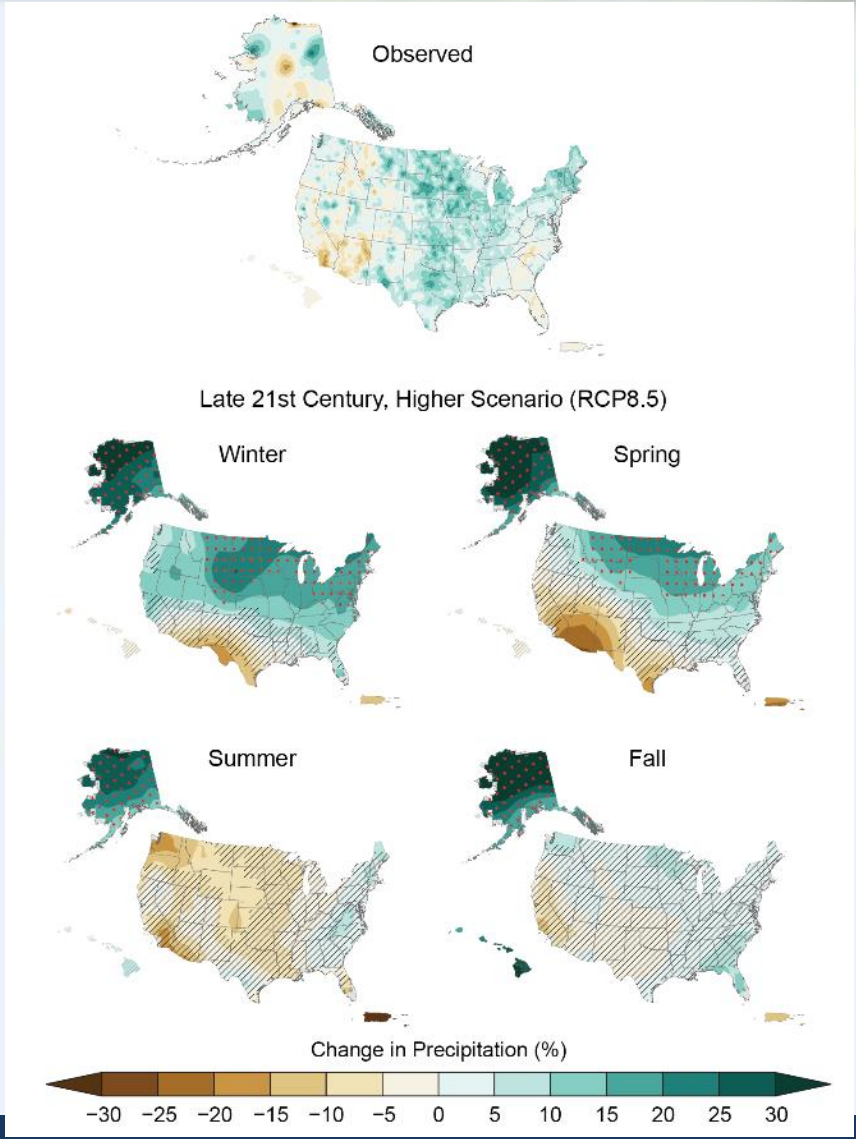 Observed
Late 21st Century, Higher Scenario (RCP8.5)
Winter
Spring
Summer
Fall
Change in Precipitation (%)
−30 −25 −20 −15 −10 −5 0 5 10 15 20 25 30